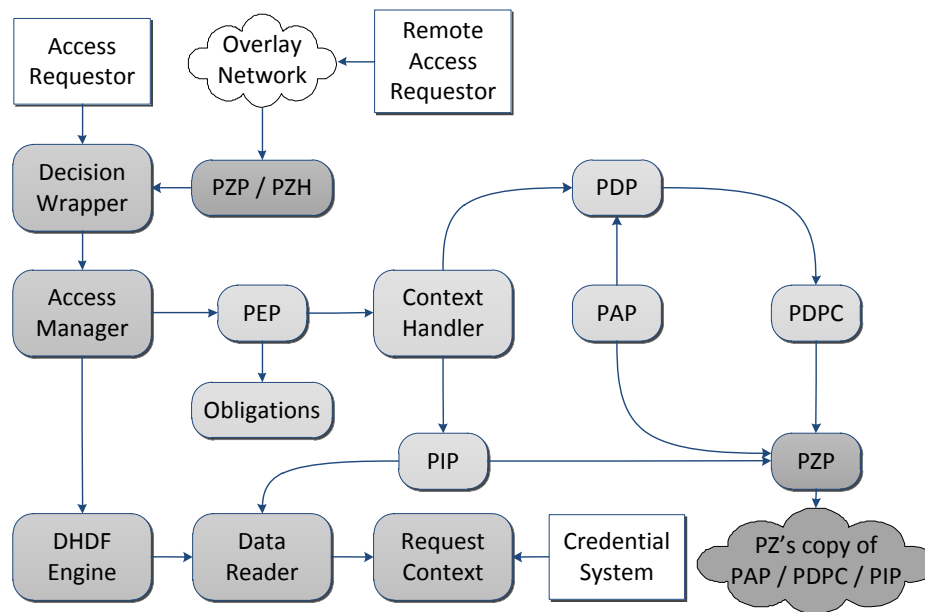 Access
Requestor
Overlay
Network
Remote
Access
Requestor
Decision
Wrapper
PZP / PZH
PDP
Access
Manager
PEP
Context
Handler
PAP
PDPC
Obligations
PIP
PZP
DHDF
Engine
Data
Reader
Request
Context
Credential
System
PZ’s copy of
PAP / PDPC / PIP